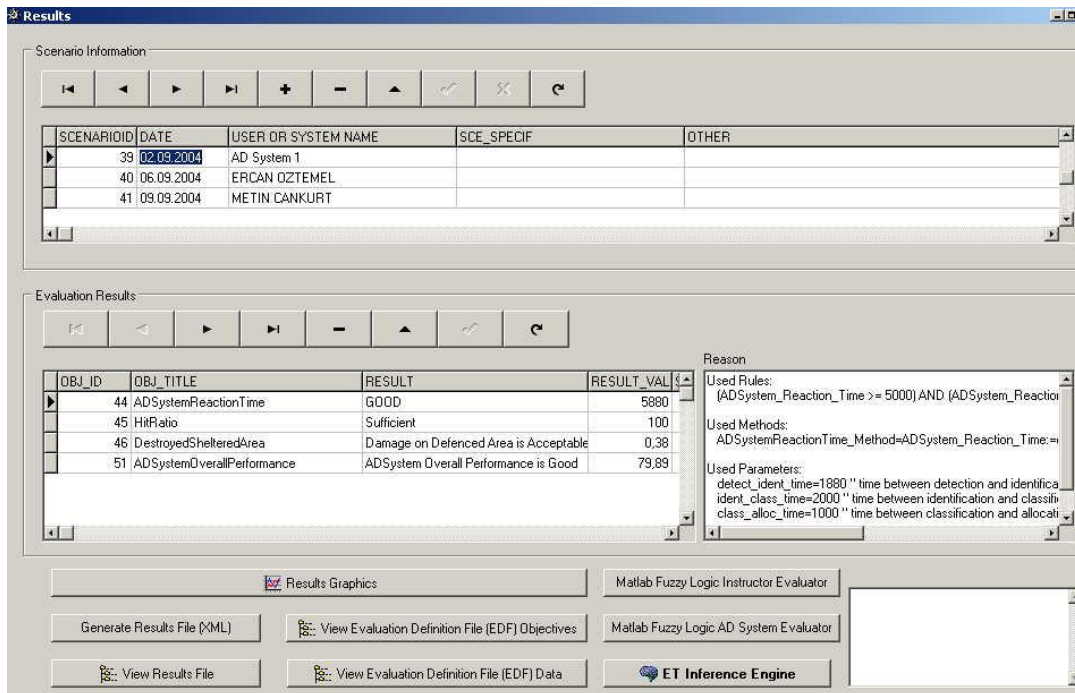 Results
Scenario Information
SCENARIOID DATE USER OR SYSTEM NAME SCE_SPECIF OTHER
39 02.09.2004 AD System 1
40 06.09.2004 ERCAN OZTEMEL
41 09.09.2004 METIN CANKURT
Evaluation Results
OBJ_ID OBJ_TITLE RESULT RESULT_VAL
44 ADSystemReactionTime GOOD 5880
45 HitRatio Sufficient 100
46 DestroyedShelteredArea Damage on Defenced Area is Acceptable 0,38
51 ADSystemOverallPerformance ADSystem Overall Performance is Good 79,89
Reason
Used Rules:
(ADSystem_Reaction_Time >= 5000) AND (ADSystem_Reaction
Used Methods:
ADSystemReactionTime_Method=ADSystem_Reaction_Time:=
Used Parameters:
detect_ident_time=1880 " time between detection and identifica
ident_class_time=2000 " time between identification and classifi
class_alloc_time=1000 " time between classification and allocati
Results Graphics
Matlab Fuzzy Logic Instructor Evaluator
Generate Results File (XML)
View Evaluation Definition File (EDF) Objectives
Matlab Fuzzy Logic AD System Evaluator
View Results File
View Evaluation Definition File (EDF) Data
ET Inference Engine